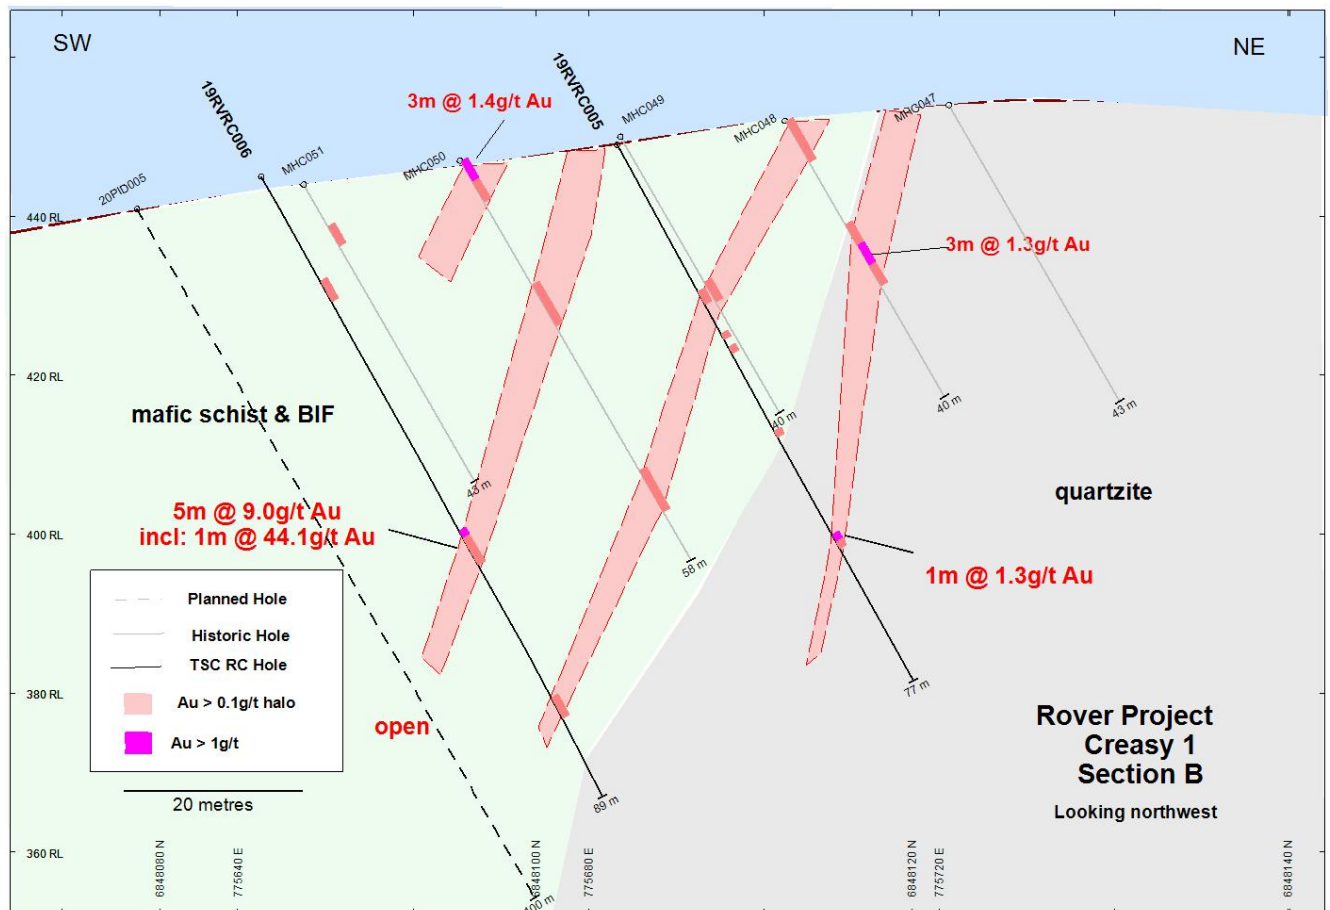 SW
NE
19RVRC006
3m @ 1.4g/t Au
19RVRC005
MHC049
MHC048
MHC047
MHC050
MHC051
20PID005
440 RL
3m @ 1.3g/t Au
420 RL
mafic schist & BIF
40 m
40 m
43 m
43 m
quartzite
5m @ 9.0g/t Au
incl: 1m @ 44.1g/t Au
400 RL
58 m
1m @ 1.3g/t Au
Planned Hole
Historic Hole
TSC RC Hole
Au > 0.1g/t halo
Au > 1g/t
20 metres
380 RL
open
77 m
89 m
Rover Project
Creasy 1
Section B
Looking northwest
360 RL
6848080 N
775640 E
6848100 N
775680 E
6848120 N
775720 E
6848140 N